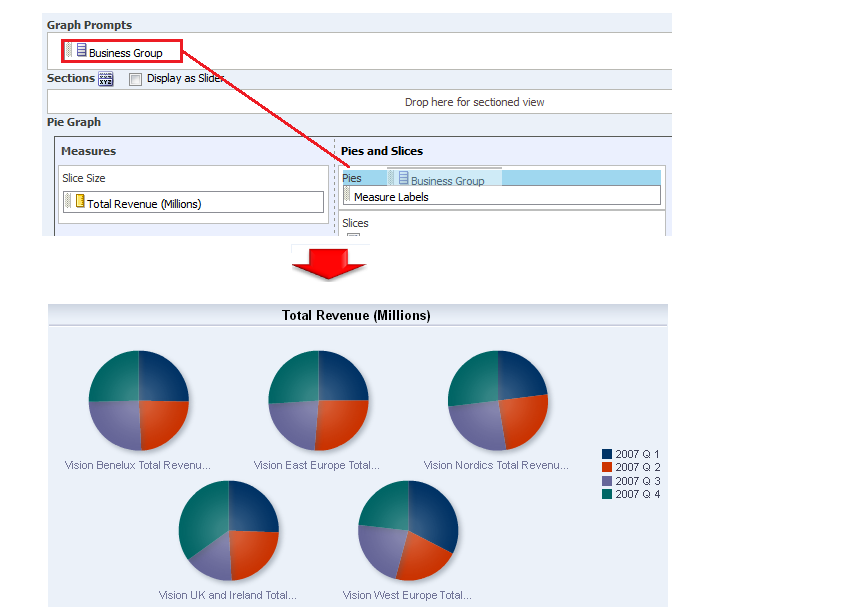 Graph Prompts
Business Group
Sections Display as Slider
Drop here for sectioned view
Pie Graph
Measures
Pies and Slices
Slice Size
Pies
Business Group
Total Revenue (Millions)
Measure Labels
Slices
Total Revenue (Millions)
Vision Benelux Total Revenu...
Vision East Europe Total...
Vision Nordics Total Revenu...
2007 Q 1
2007 Q 2
2007 Q 3
2007 Q 4
Vision UK and Ireland Total...
Vision West Europe Total...